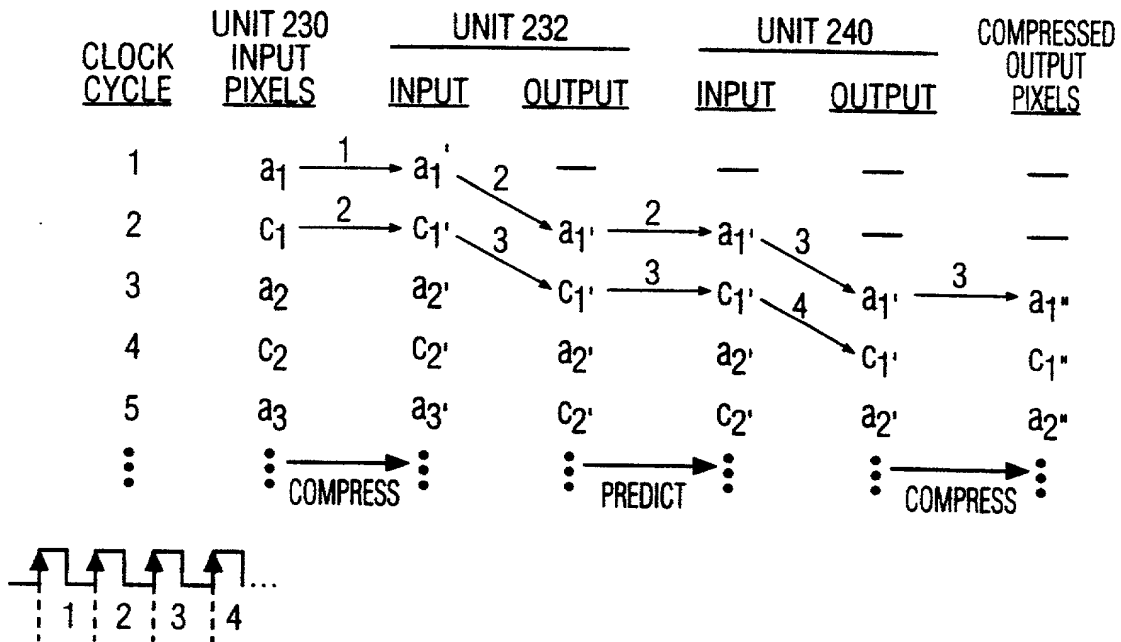 CLOCK CYCLE UNIT 230 INPUT PIXELS UNIT 232 UNIT 240 COMPRESSED OUTPUT PIXELS
INPUT OUTPUT INPUT OUTPUT
1 a1 1 a1' 2 — — — —
2 c1 2 c1' 3 a1' 2 a1' 3 — —
3 a2 a2' c1' 3 c1' 4 a1' 3 a1"
4 c2 c2' a2' a2' c1' c1"
5 a3 a3' c2' c2' a2' a2"
COMPRESS PREDICT COMPRESS
1 2 3 4 ...